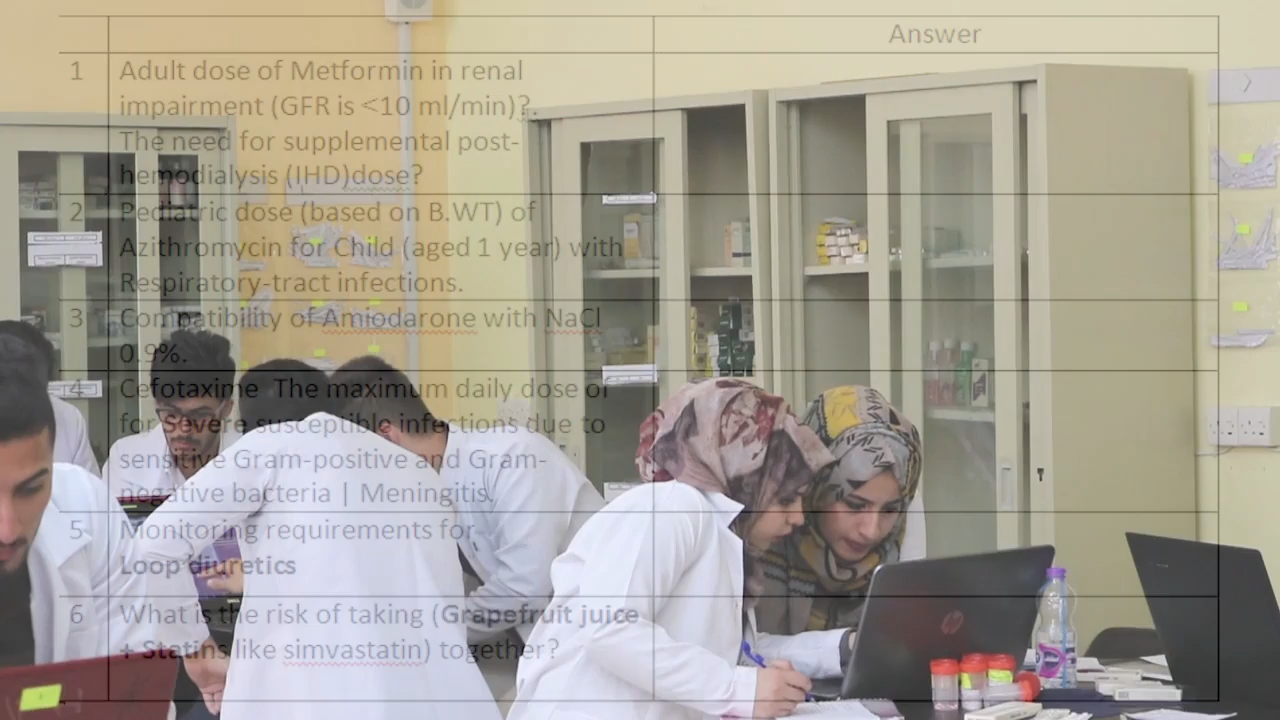 Answer
1 Adult dose of Metformin in renal
impairment (GFR is <10 ml/min)?
The need for supplemental post-
hemodialysis (IHD)dose?
2 Pediatric dose (based on B.WT) of
Azithromycin for Child (aged 1 year) with
Respiratory-tract infections.
3 Compatibility of Amiodarone with NaCl
0.9%.
4 Cefotaxime The maximum daily dose of
for severe susceptible infections due to
sensitive Gram-positive and Gram-
negative bacteria | Meningitis.
5 Monitoring requirements for
Loop diuretics
6 What is the risk of taking (Grapefruit juice
+ Statins like simvastatin) together?